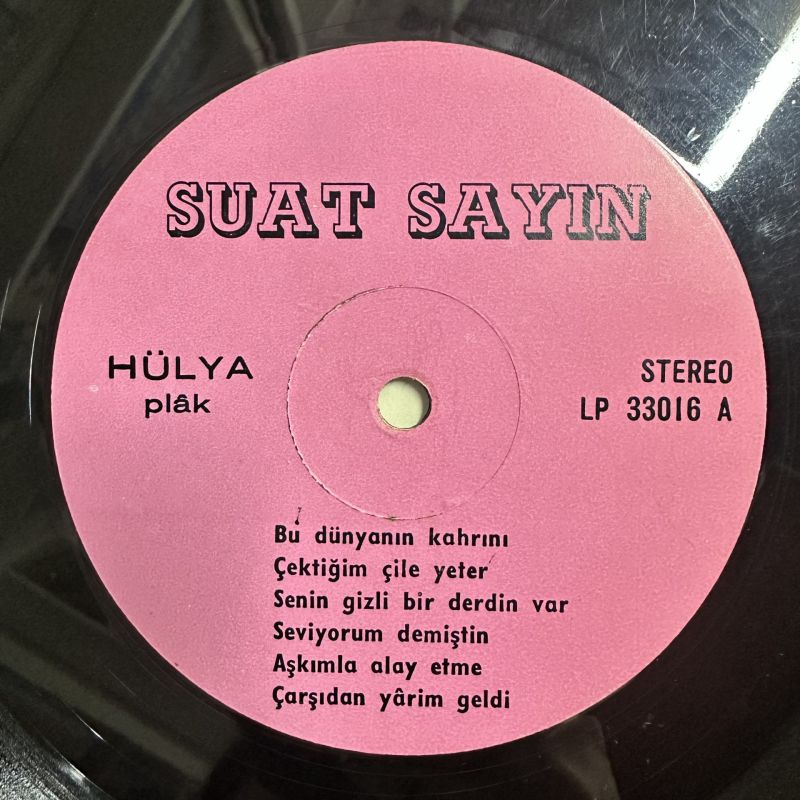 SUAT SAYIN
HÜLYA
plâk
STEREO
LP 33016 A
Bu dünyanın kahrını
Çektiğim çile yeter
Senin gizli bir derdin var
Seviyorum demiştin
Aşkımla alay etme
Çarşıdan yârim geldi